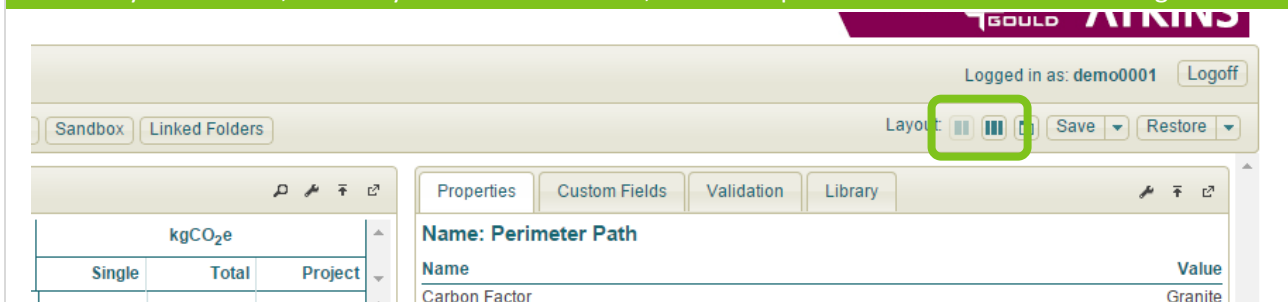 GOULD ATKINS
Logged in as: demo0001 Logoff
Sandbox Linked Folders Layout: Save Restore
Properties Custom Fields Validation Library
kgCO₂e
Name: Perimeter Path
Single Total Project
Name Value
Carbon Factor Granite